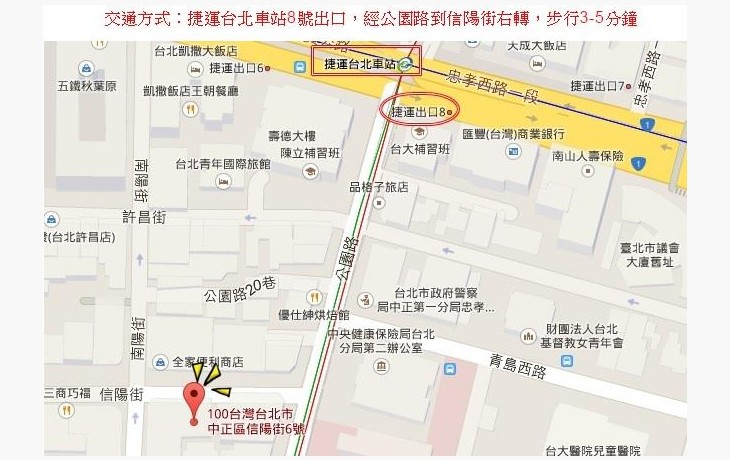 交通方式：捷運台北車站8號出口，經公園路到信陽街右轉，步行3-5分鐘
台北凱撒大飯店
公園路
天成大飯店
捷運台北車站
捷運出口6
五鐵秋葉原
忠孝西路一段
捷運出口7
忠孝西路
凱撒飯店王朝餐廳
捷運出口8
壽德大樓
陳立補習班
台大補習班
匯豐(台灣)商業銀行
1
台北青年國際旅館
南山人壽保險
1
南陽街
品格子旅店
許昌街
(台北許昌店)
公園路
臺北市議會
大廈舊址
公園路20巷
台北市政府警察
局中正第一分局忠孝...
優仕紳烘焙館
南陽街
中央健康保險局台北
分局第二辦公室
財團法人台北
基督教女青年會
全家便利商店
青島西路
三商巧福
信陽街
100台灣台北市
中正區信陽街6號
台大醫院兒童醫院